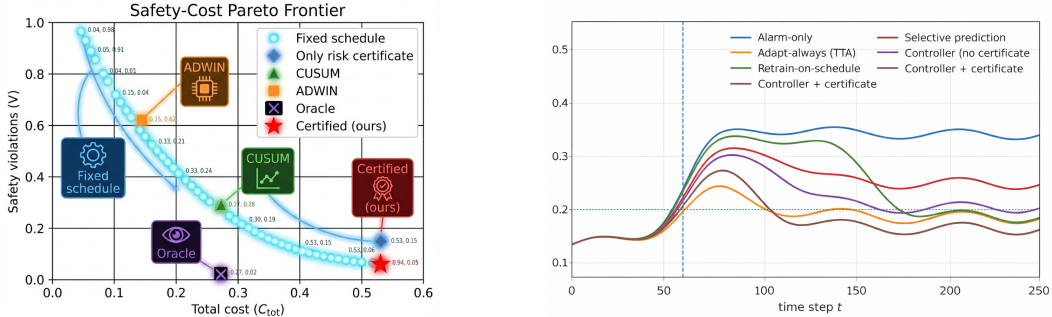 Safety-Cost Pareto Frontier
Safety violations (V)
1.0
0.8
0.6
0.4
0.2
0.0
0.04, 0.98
0.05, 0.91
0.04, 0.01
0.15, 0.04
0.15, 0.62
0.33, 0.21
0.33, 0.24
0.27, 0.28
0.30, 0.19
0.53, 0.15
0.53, 0.06
0.53, 0.15
0.94, 0.05
0.27, 0.02
ADWIN
Fixed
schedule
CUSUM
Oracle
Certified
(ours)
Fixed schedule
Only risk certificate
CUSUM
ADWIN
Oracle
Certified (ours)
0.0 0.1 0.2 0.3 0.4 0.5 0.6
Total cost (Ctot)
0.5
0.4
0.3
0.2
0.1
Alarm-only
Adapt-always (TTA)
Retrain-on-schedule
Controller + certificate
Selective prediction
Controller (no certificate
Controller + certificate
0 50 100 150 200 250
time step t